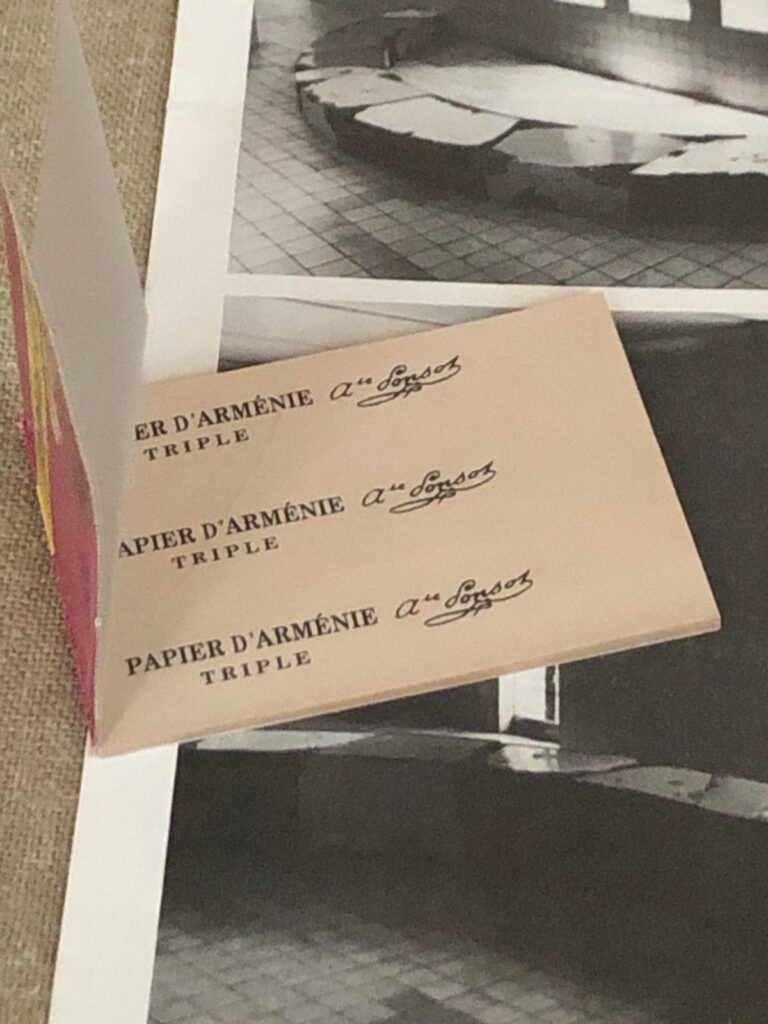 ER D'ARMÉNIE Ate Ponsot
TRIPLE
APIER D'ARMÉNIE Ate Ponsot
TRIPLE
PAPIER D'ARMÉNIE Ate Ponsot
TRIPLE